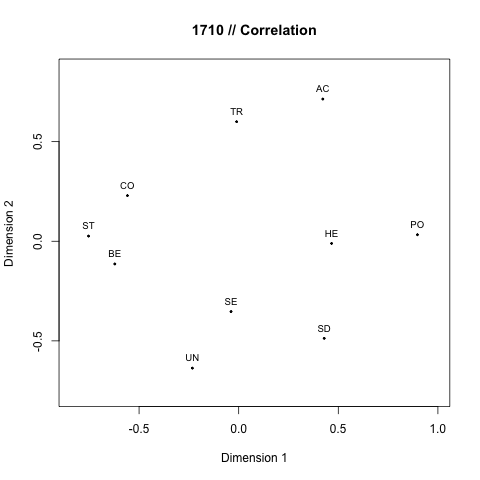 1710 // Correlation
AC
TR
CO
ST
BE
HE
PO
SE
SD
UN
0.5
0.0
-0.5
Dimension 2
-0.5
0.0
0.5
1.0
Dimension 1